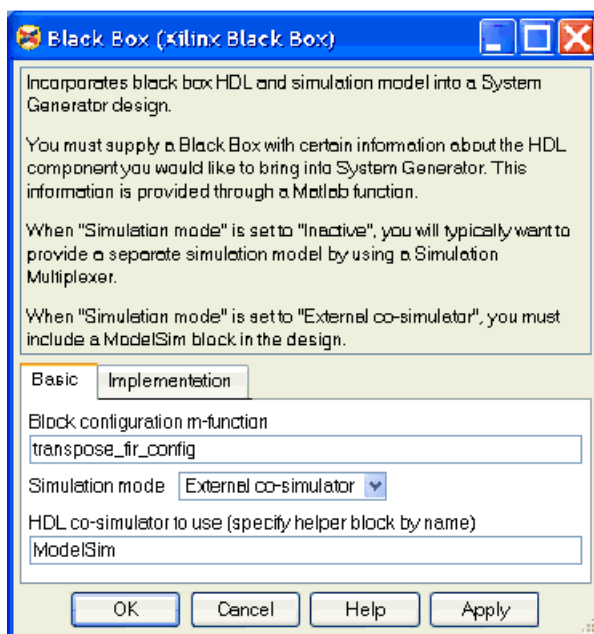 Black Box (Xilinx Black Box)
Incorporates black box HDL and simulation model into a System
Generator design.
You must supply a Black Box with certain information about the HDL
component you would like to bring into System Generator. This
information is provided through a Matlab function.
When "Simulation mode" is set to "Inactive", you will typically want to
provide a separate simulation model by using a Simulation
Multiplexer.
When "Simulation mode" is set to "External co-simulator", you must
include a ModelSim block in the design.
Basic Implementation
Block configuration m-function
transpose_fir_config
Simulation mode External co-simulator
HDL co-simulator to use (specify helper block by name)
ModelSim
OK Cancel Help Apply